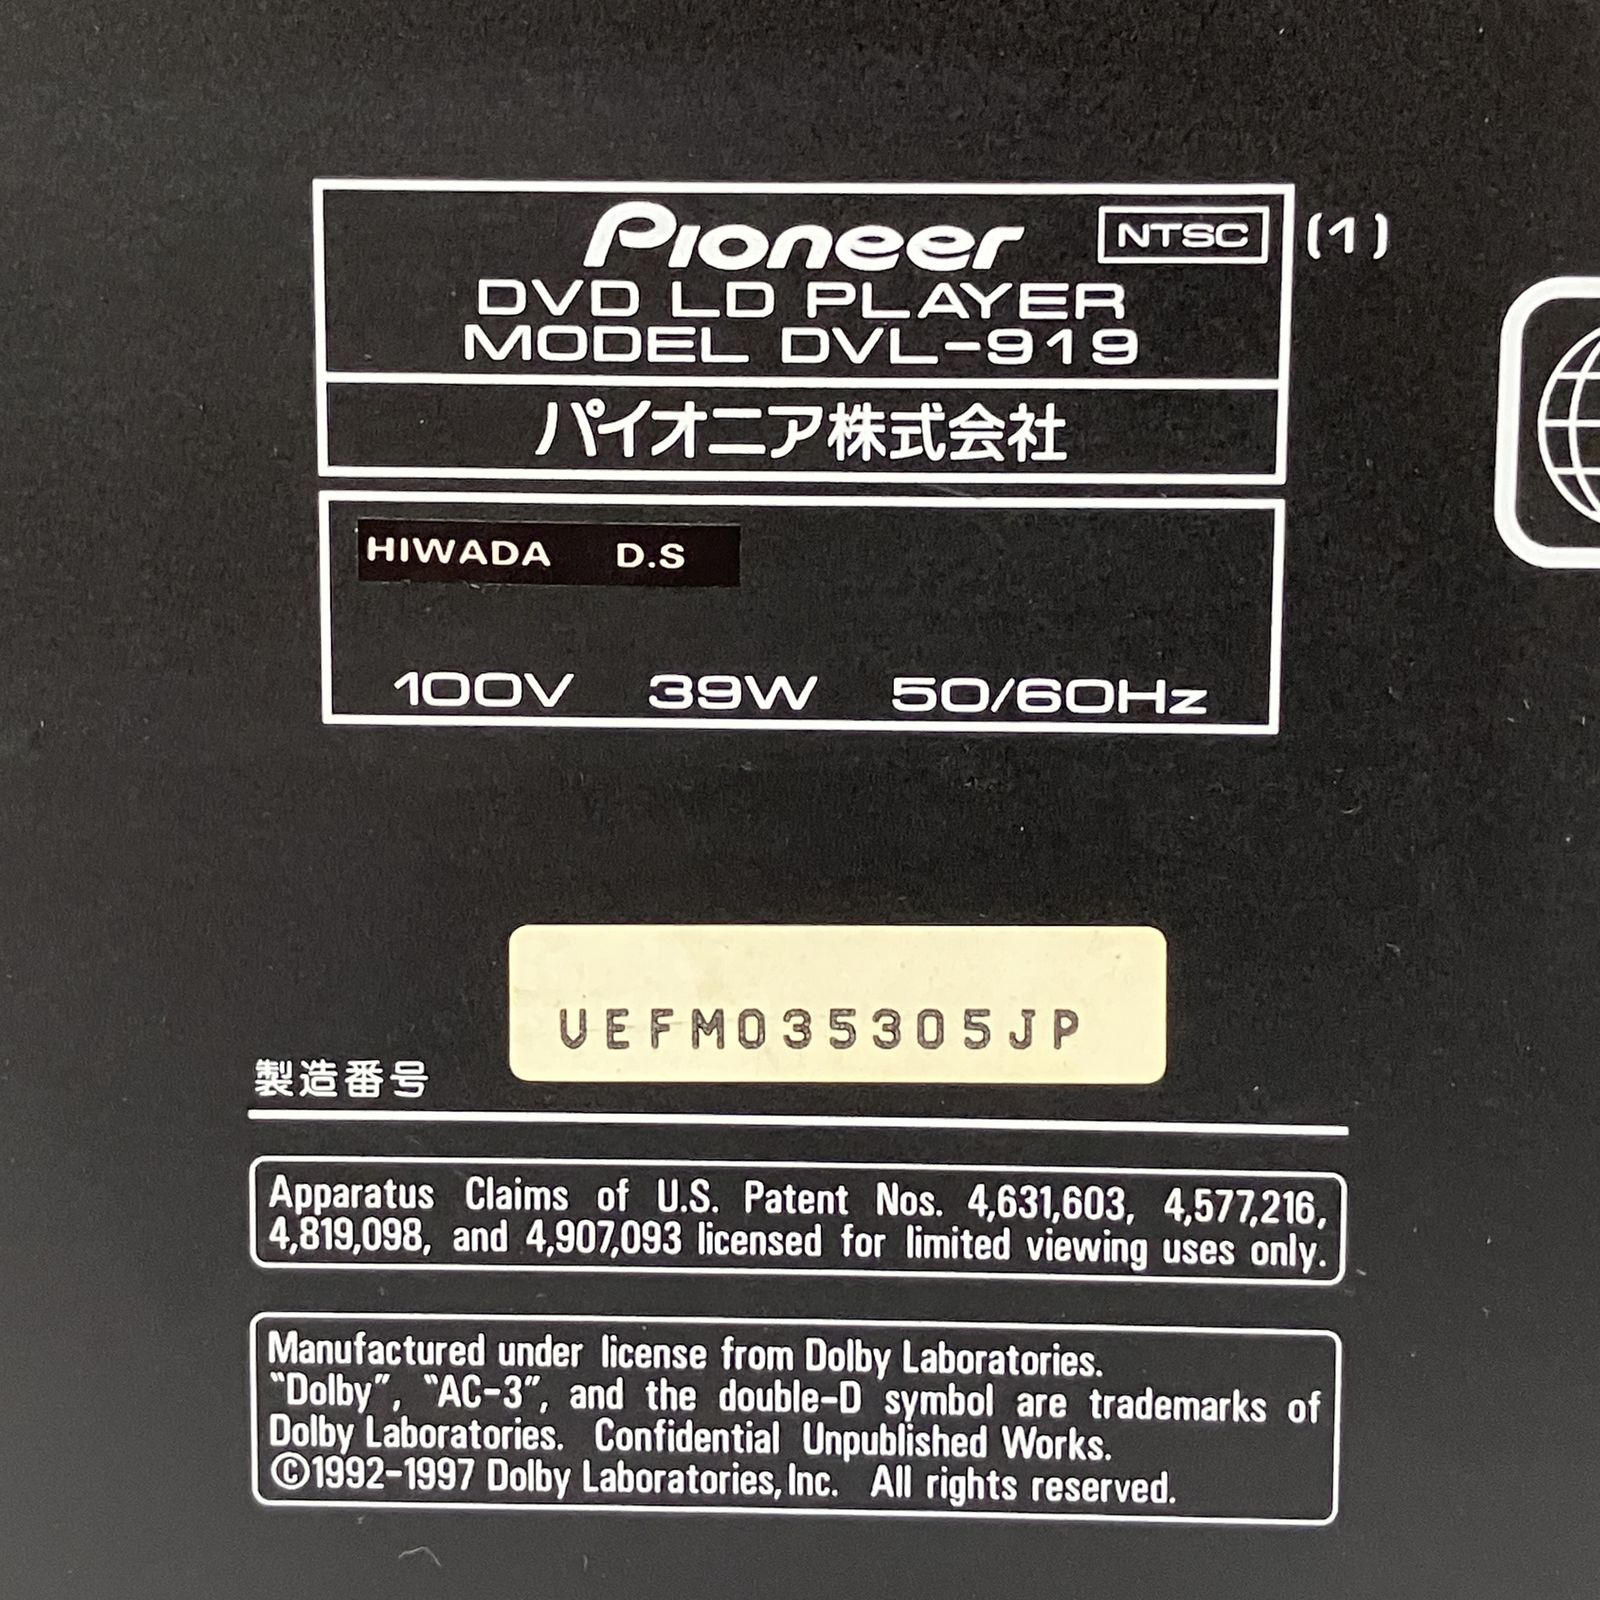 Pioneer NTSC (1)
DVD LD PLAYER
MODEL DVL-919
パイオニア株式会社
HIWADA D.S
100V 39W 50/60Hz
UEFM035305JP
製造番号
Apparatus Claims of U.S. Patent Nos. 4,631,603, 4,577,216,
4,819,098, and 4,907,093 licensed for limited viewing uses only.
Manufactured under license from Dolby Laboratories.
"Dolby", "AC-3", and the double-D symbol are trademarks of
Dolby Laboratories. Confidential Unpublished Works.
©1992-1997 Dolby Laboratories, Inc. All rights reserved.